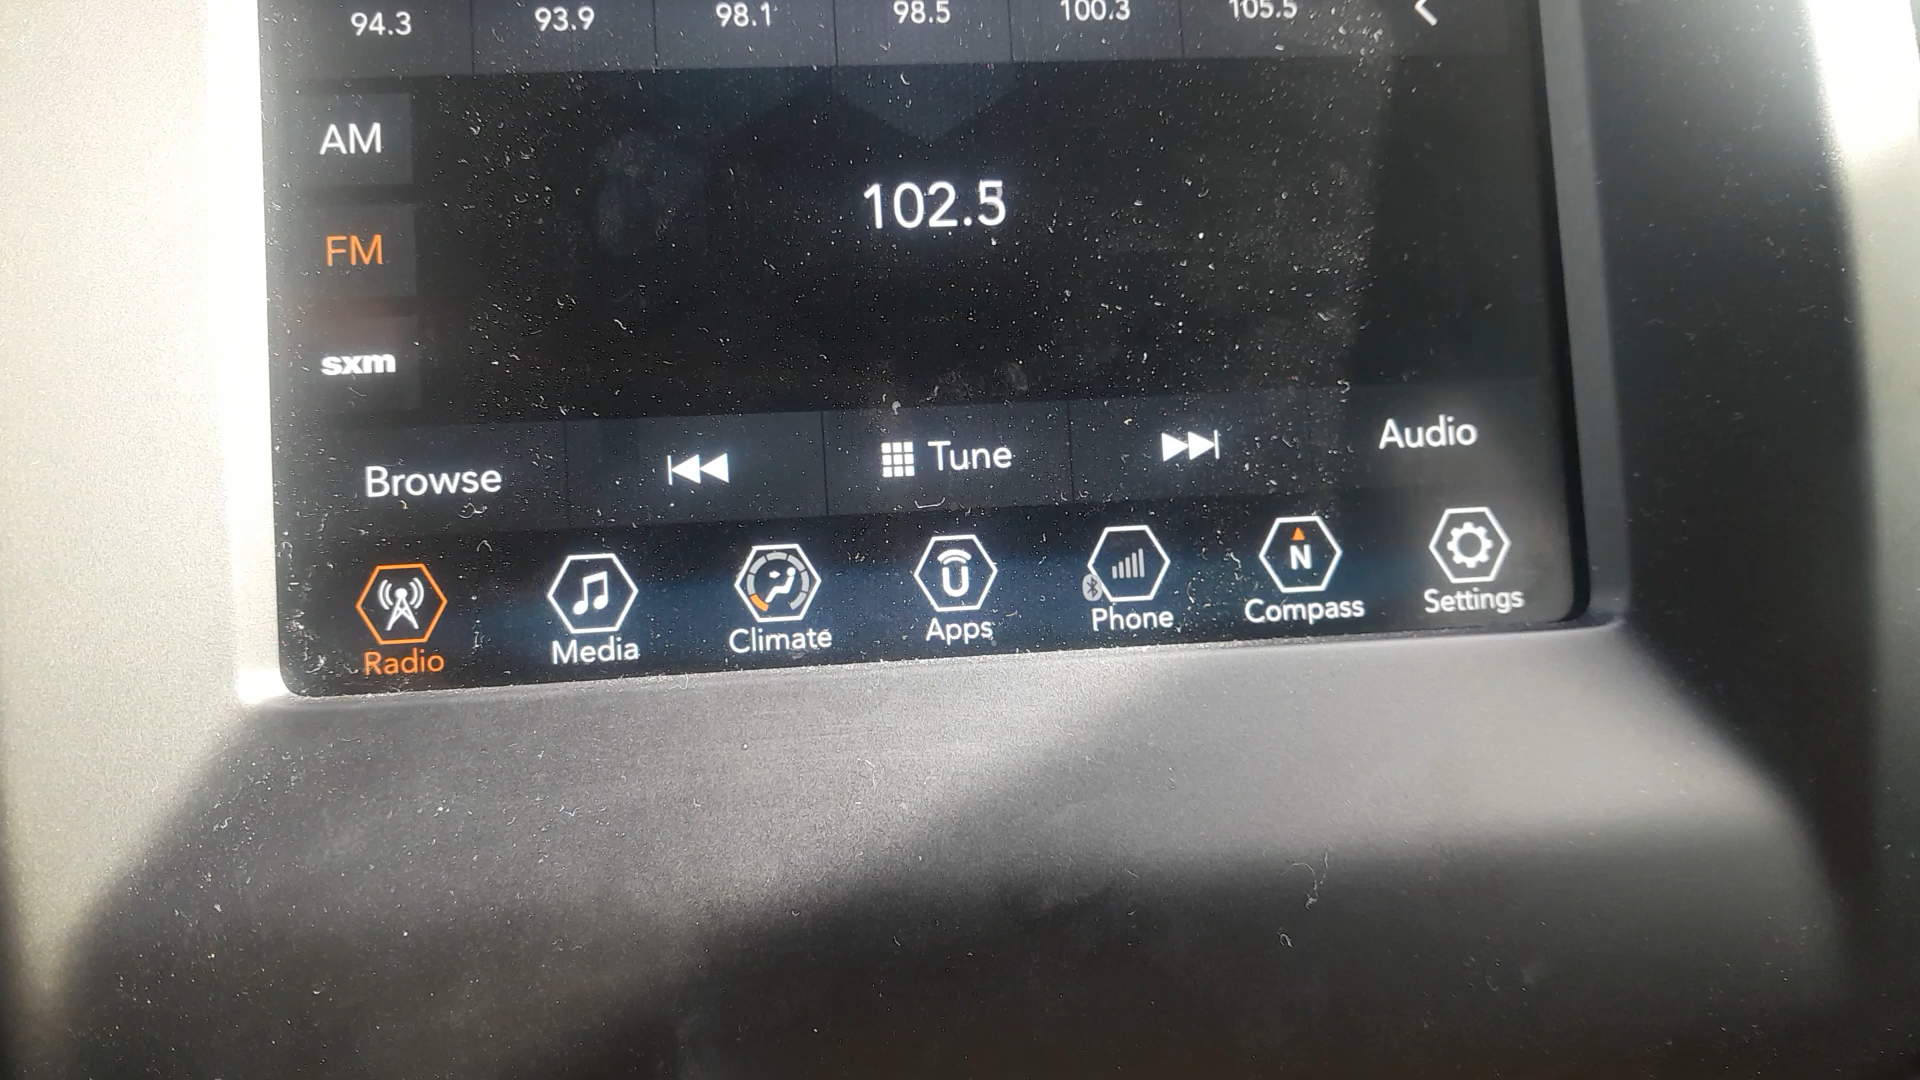 94.3 93.9 98.1 98.5 100.3 105.5
AM
102.5
FM
sxm
Browse Tune Audio
Radio Media Climate Apps Phone Compass Settings
U
N